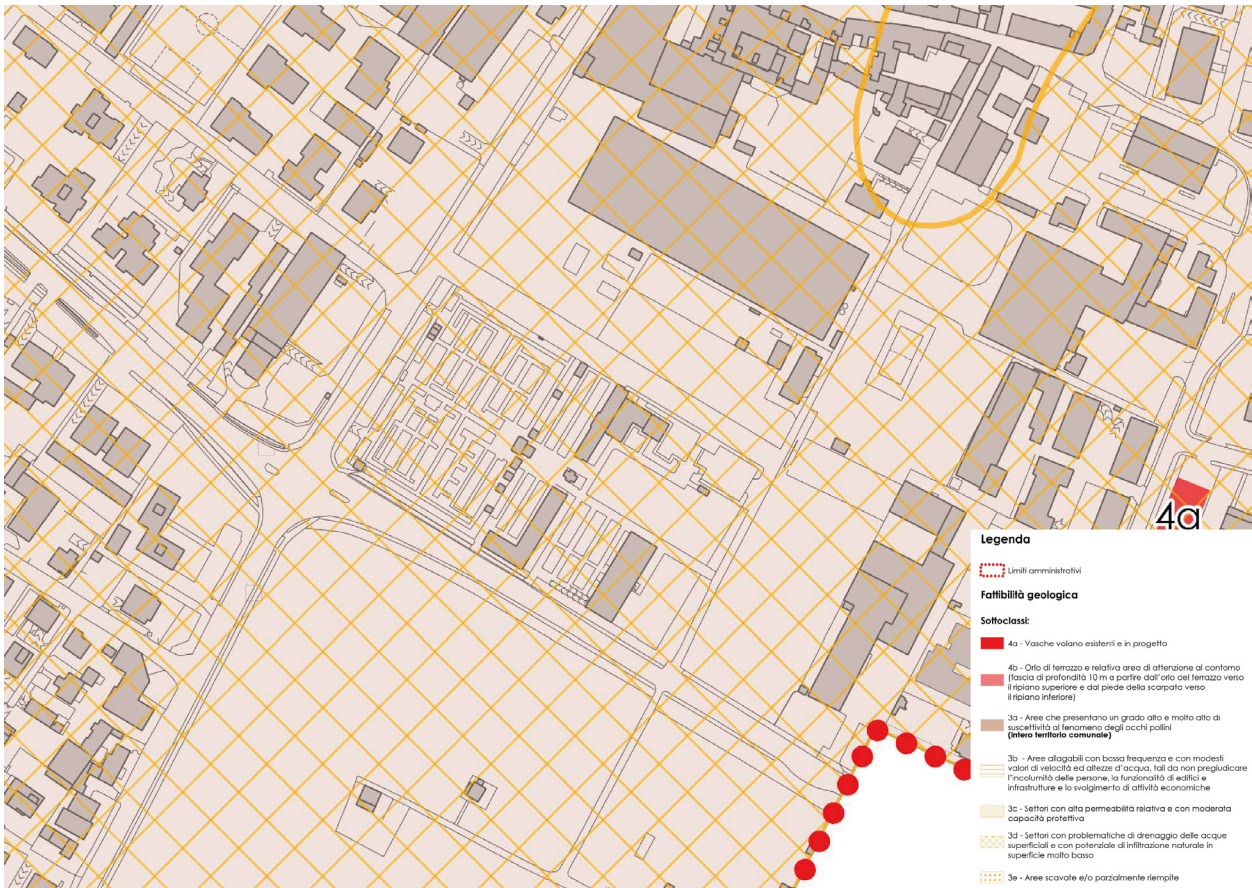 4a
Legenda
Limiti amministrativi
Fattibilità geologica
Sottoclassi:
4a - Vasche volano esistenti e in progetto
4b - Orlo di terrazzo e relativa area di attenzione al contorno
(fascia di profondità 10 m a partire dall'orlo del terrazzo verso
il ripiano superiore e dal piede della scarpata verso
il ripiano inferiore)
3a - Aree che presentano un grado alto e molto alto di
suscettività al fenomeno degli occhi pollini
(intero territorio comunale)
3b - Aree allagabili con bassa frequenza e con modesti
valori di velocità ed altezze d'acqua, tali da non pregiudicare
l'incolumità delle persone, la funzionalità di edifici e
infrastrutture e lo svolgimento di attività economiche
3c - Settori con alta permeabilità relativa e con moderata
capacità protettiva
3d - Settori con problematiche di drenaggio delle acque
superficiali e con potenziale di infiltrazione naturale in
superficie molto basso
3e - Aree scavate e/o parzialmente riempite